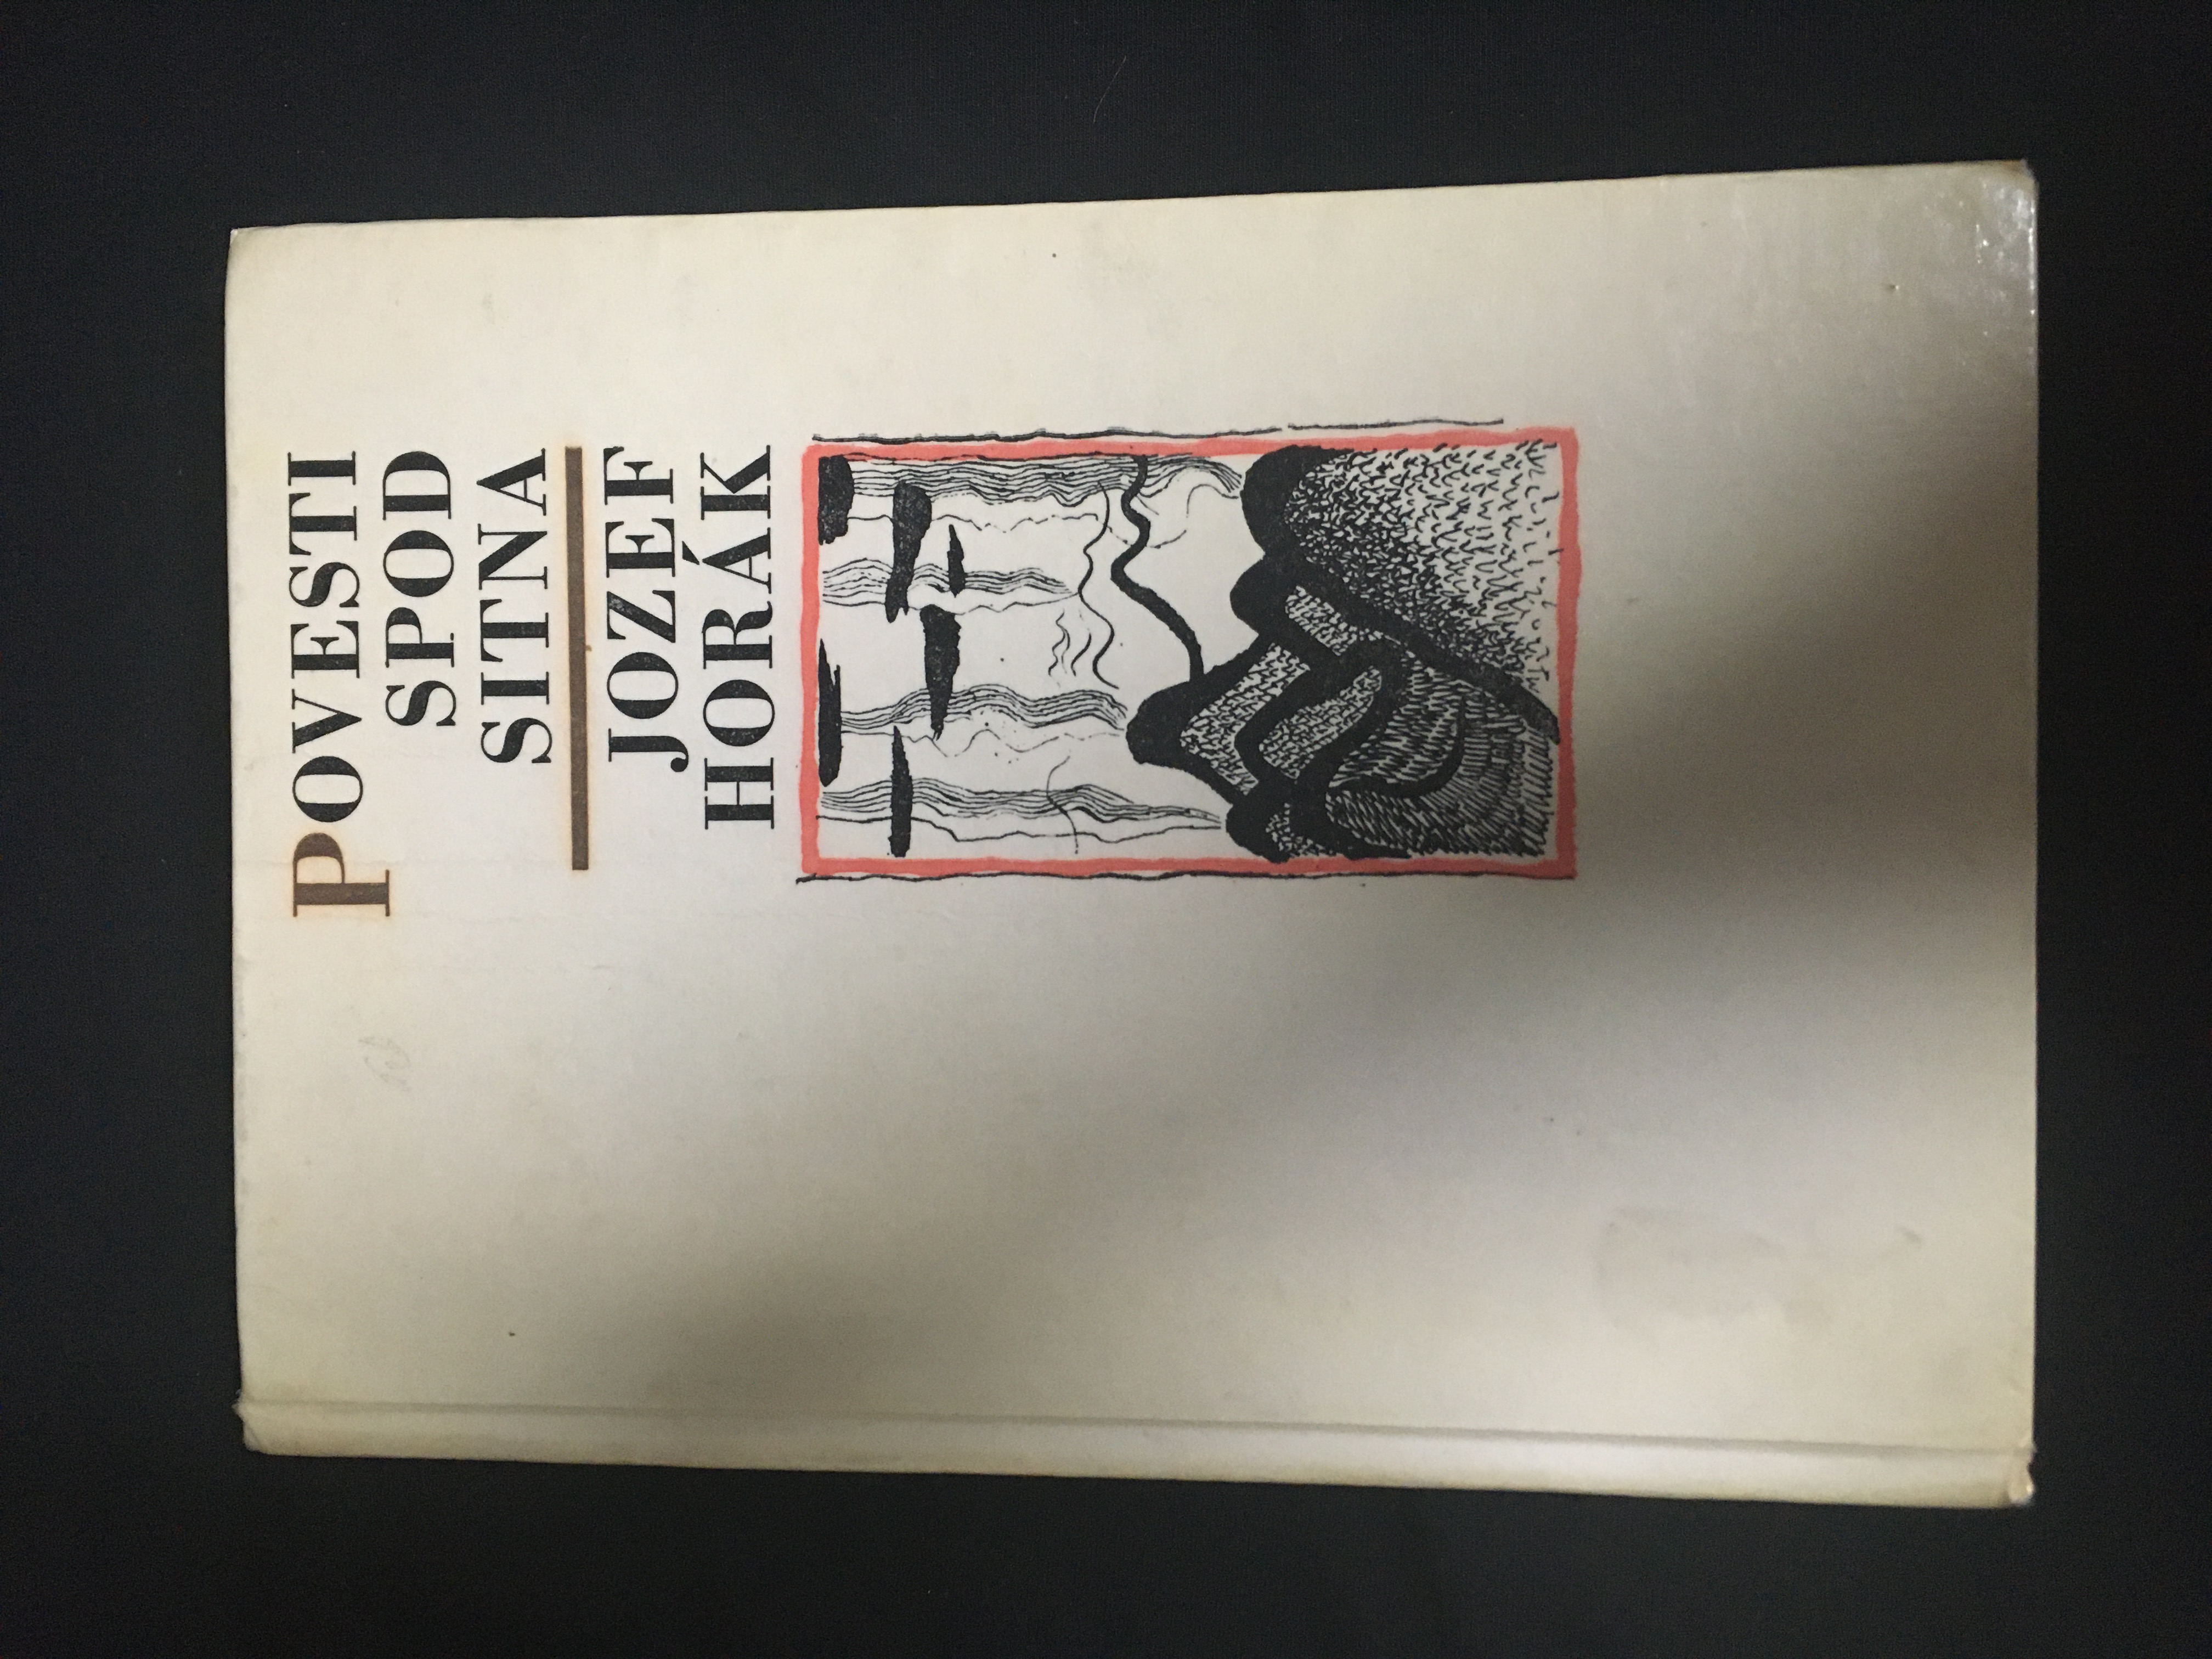 POVESTI
SPOD
SITNA
JOZEF
HORÁK